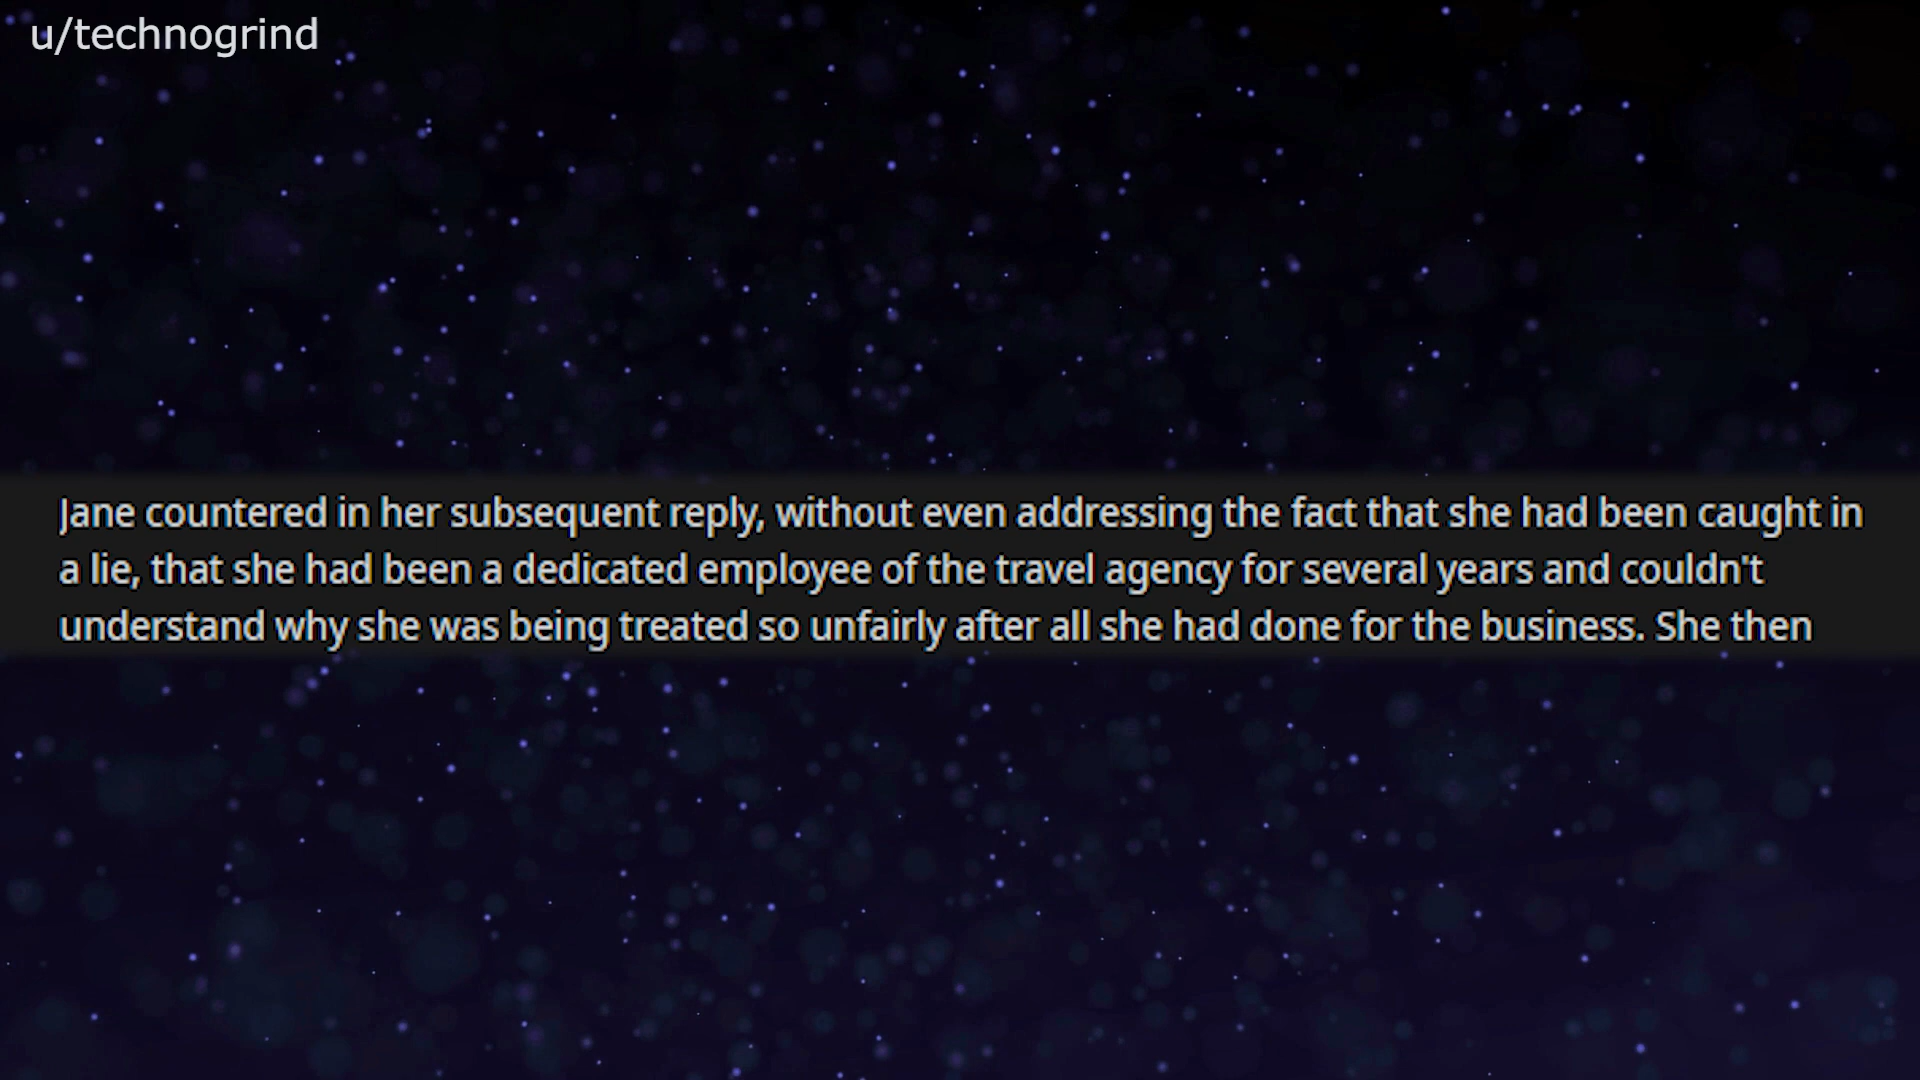 u/technogrind
Jane countered in her subsequent reply, without even addressing the fact that she had been caught in
a lie, that she had been a dedicated employee of the travel agency for several years and couldn't
understand why she was being treated so unfairly after all she had done for the business. She then